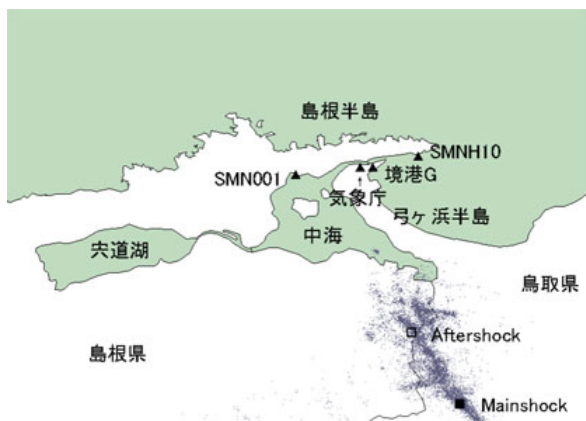 島根半島
SMNH10
SMN001
境港G
↑
気象庁
弓ヶ浜半島
中海
宍道湖
鳥取県
島根県
Aftershock
Mainshock